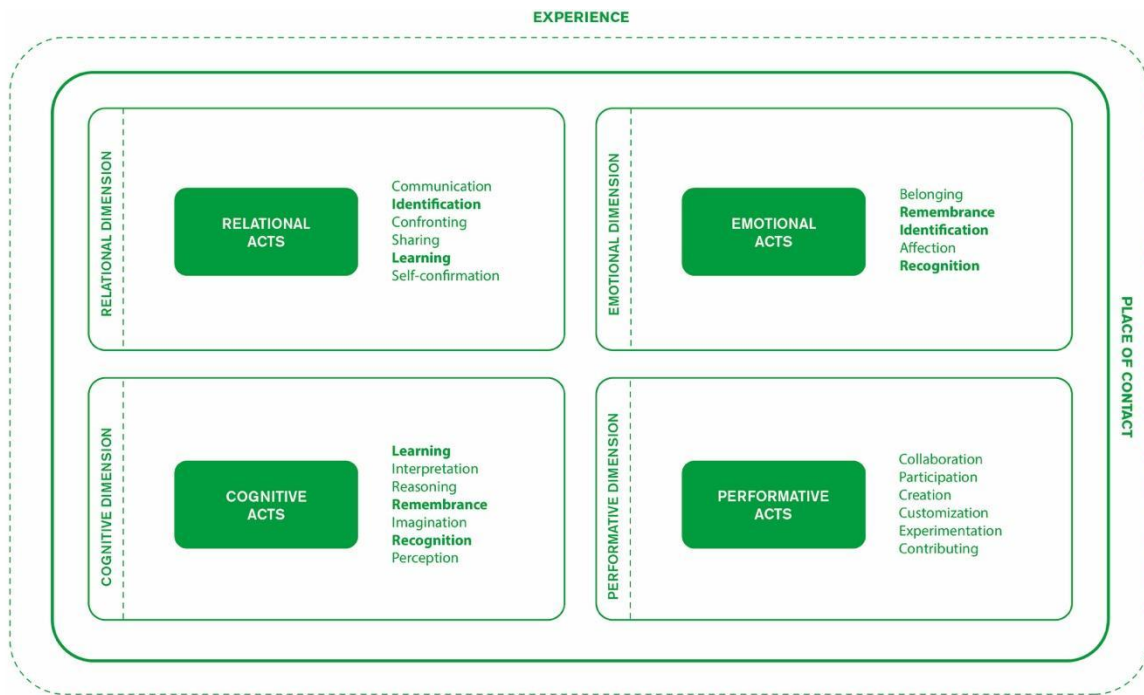 EXPERIENCE
RELATIONAL DIMENSION
RELATIONAL
ACTS
Communication
Identification
Confronting
Sharing
Learning
Self-confirmation
EMOTIONAL DIMENSION
EMOTIONAL
ACTS
Belonging
Remembrance
Identification
Affection
Recognition
PLACE OF CONTACT
COGNITIVE DIMENSION
COGNITIVE
ACTS
Learning
Interpretation
Reasoning
Remembrance
Imagination
Recognition
Perception
PERFORMATIVE DIMENSION
PERFORMATIVE
ACTS
Collaboration
Participation
Creation
Customization
Experimentation
Contributing